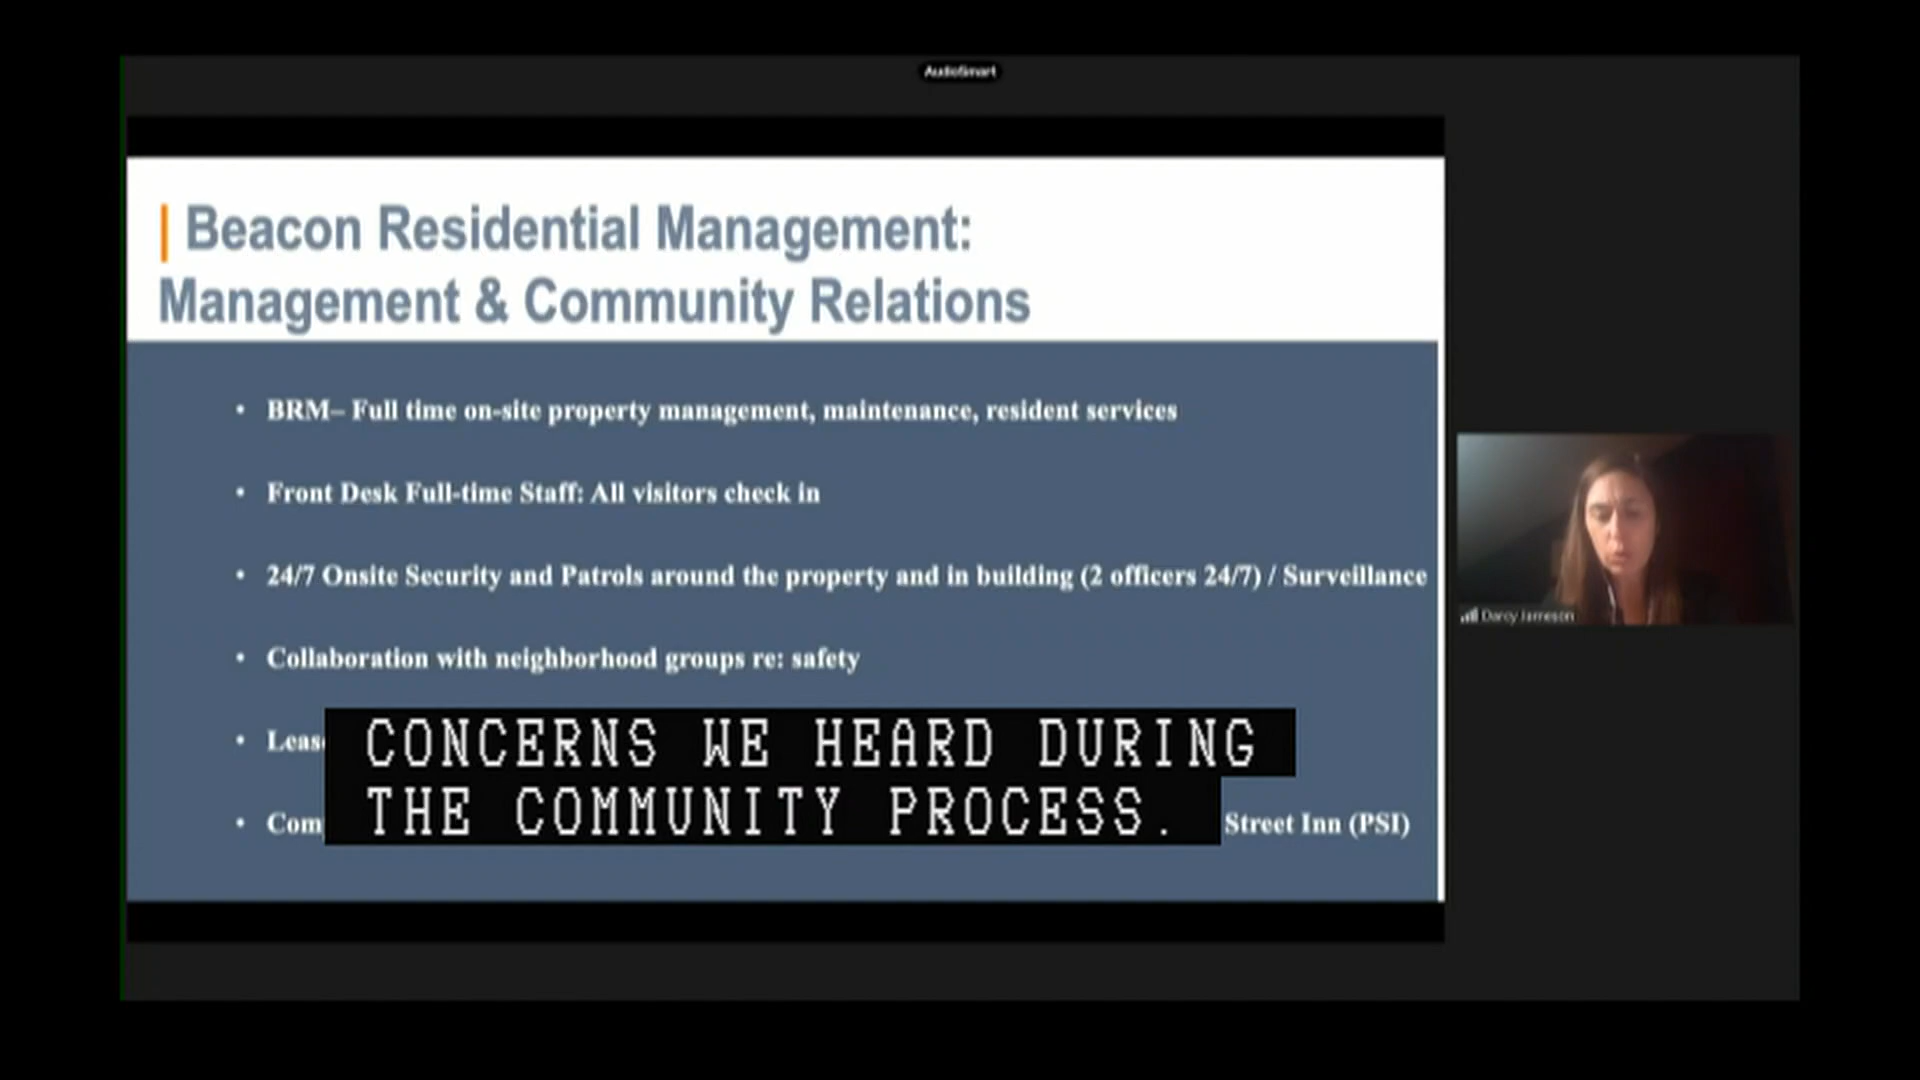 AudioSmart
Beacon Residential Management:
Management & Community Relations
• BRM– Full time on-site property management, maintenance, resident services
• Front Desk Full-time Staff: All visitors check in
• 24/7 Onsite Security and Patrols around the property and in building (2 officers 24/7) / Surveillance
• Collaboration with neighborhood groups re: safety
•
• Street Inn (PSI)
CONCERNS WE HEARD DURING
THE COMMUNITY PROCESS.
Darcy Jameson